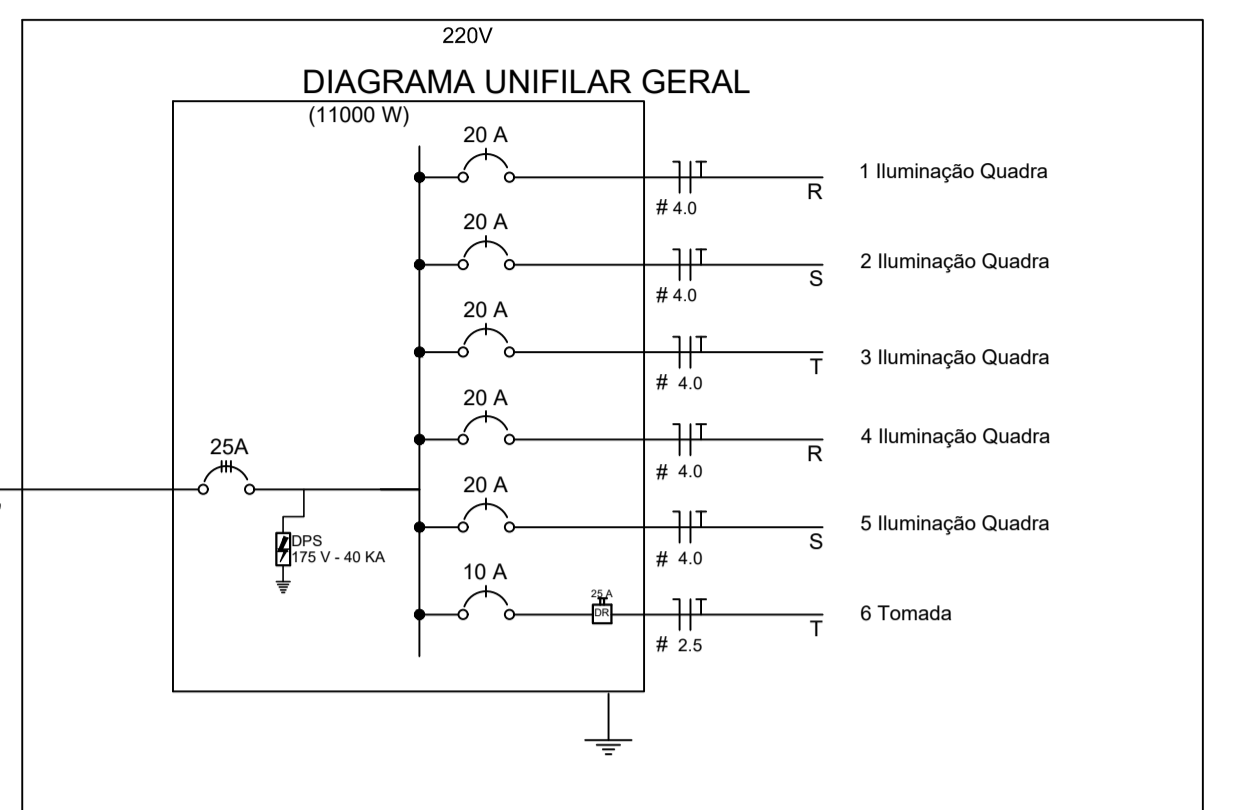 220V
DIAGRAMA UNIFILAR GERAL
(11000 W)
20 A
# 4.0
R
1 Iluminação Quadra
20 A
# 4.0
S
2 Iluminação Quadra
20 A
# 4.0
T
3 Iluminação Quadra
20 A
# 4.0
R
4 Iluminação Quadra
25A
DPS
175 V - 40 KA
20 A
# 4.0
S
5 Iluminação Quadra
10 A
25 A
DR
# 2.5
T
6 Tomada